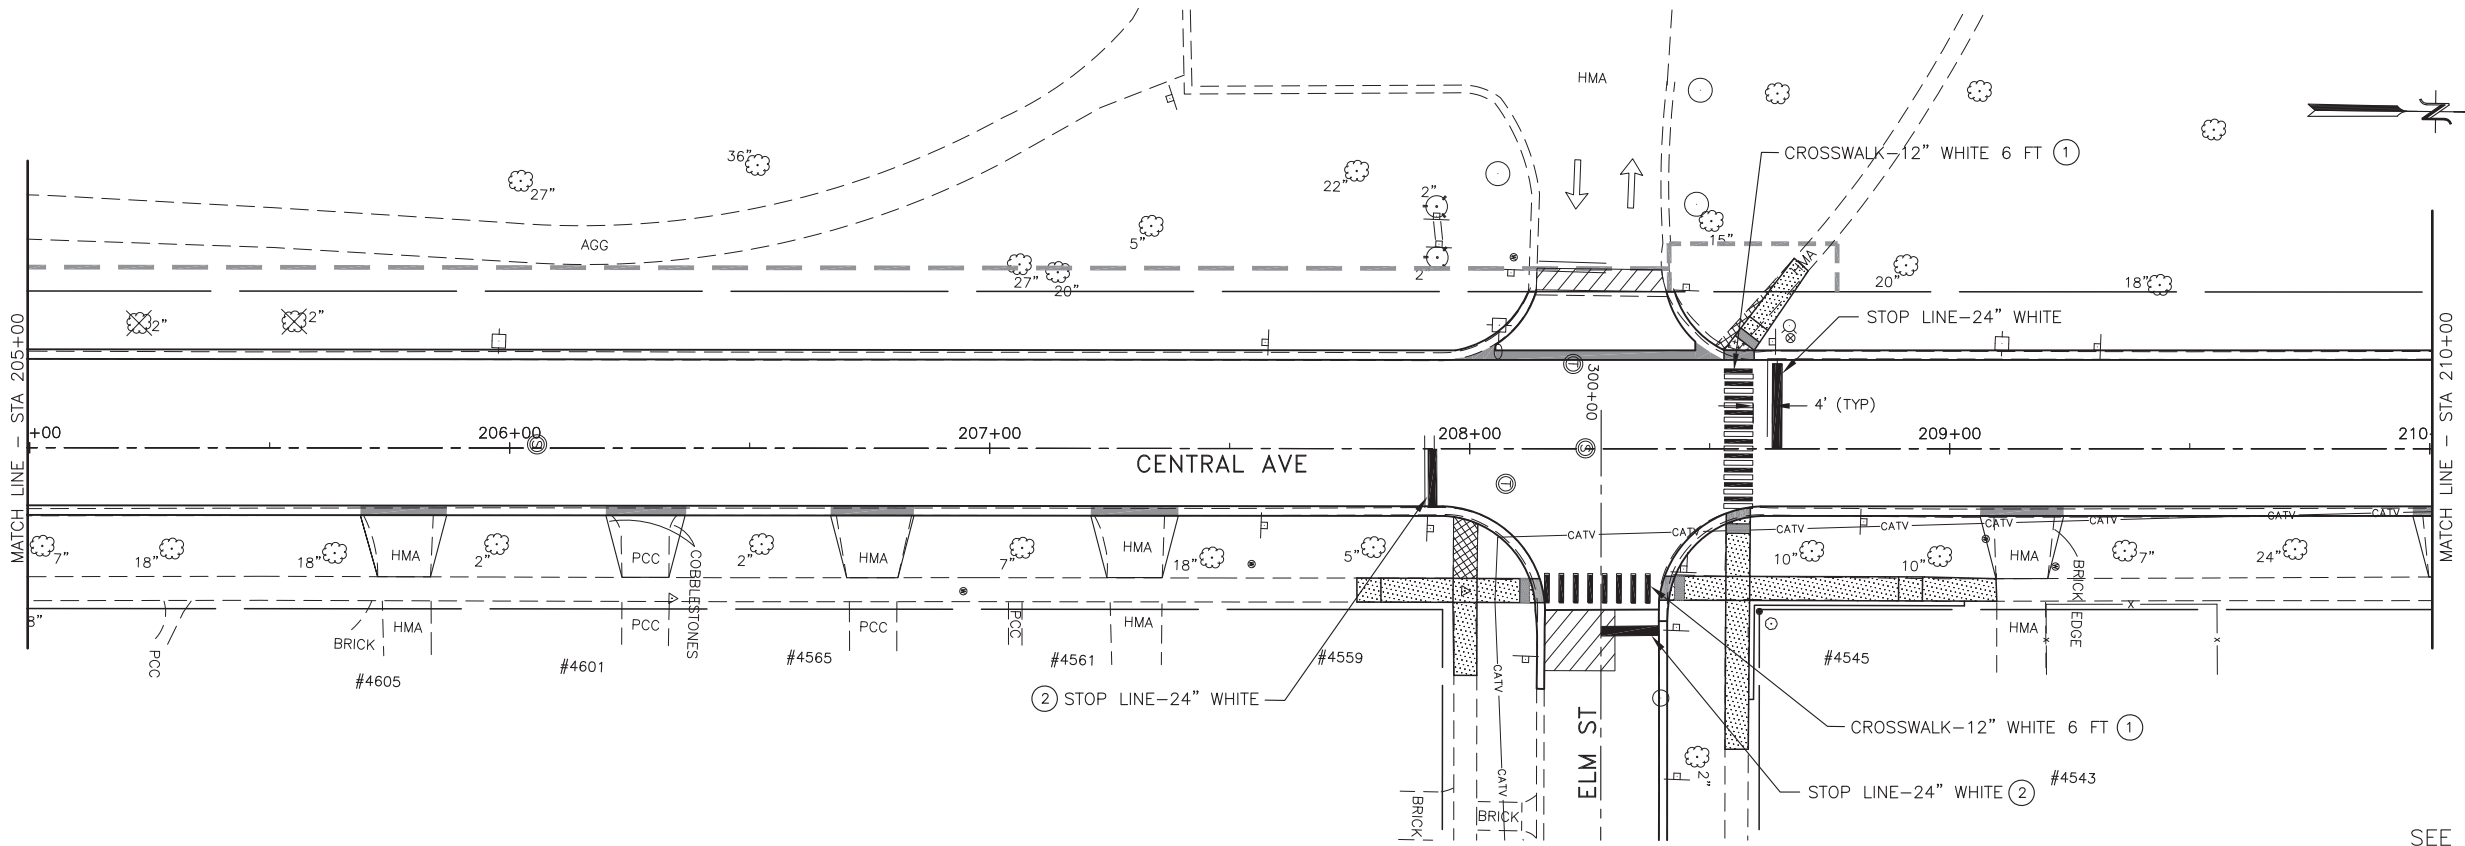 HMA
N
CROSSWALK-12" WHITE 6 FT 1
36"
27"
22"
2"
5"
15"
AGG
HMA
27"
20"
2
20"
18"
2"
2"
STOP LINE-24" WHITE
MATCH LINE - STA 205+00
MATCH LINE - STA 210+00
T
300+00
4' (TYP)
+00
206+00
S
207+00
208+00
S
209+00
210
CENTRAL AVE
T
CATV
CATV
CATV
CATV
CATV
CATV
CATV
CATV
7"
18"
18"
HMA
2"
PCC
COBBLESTONES
2"
HMA
7"
HMA
18"
5"
10"
10"
HMA
BRICK EDGE
7"
24"
8"
PCC
BRICK
HMA
PCC
PCC
PCC
HMA
HMA
X
X
X
#4605
#4601
#4565
#4561
#4559
#4545
2 STOP LINE-24" WHITE
CATV
CATV
ELM ST
CROSSWALK-12" WHITE 6 FT 1
2"
#4543
STOP LINE-24" WHITE 2
BRICK
BRICK
SEE